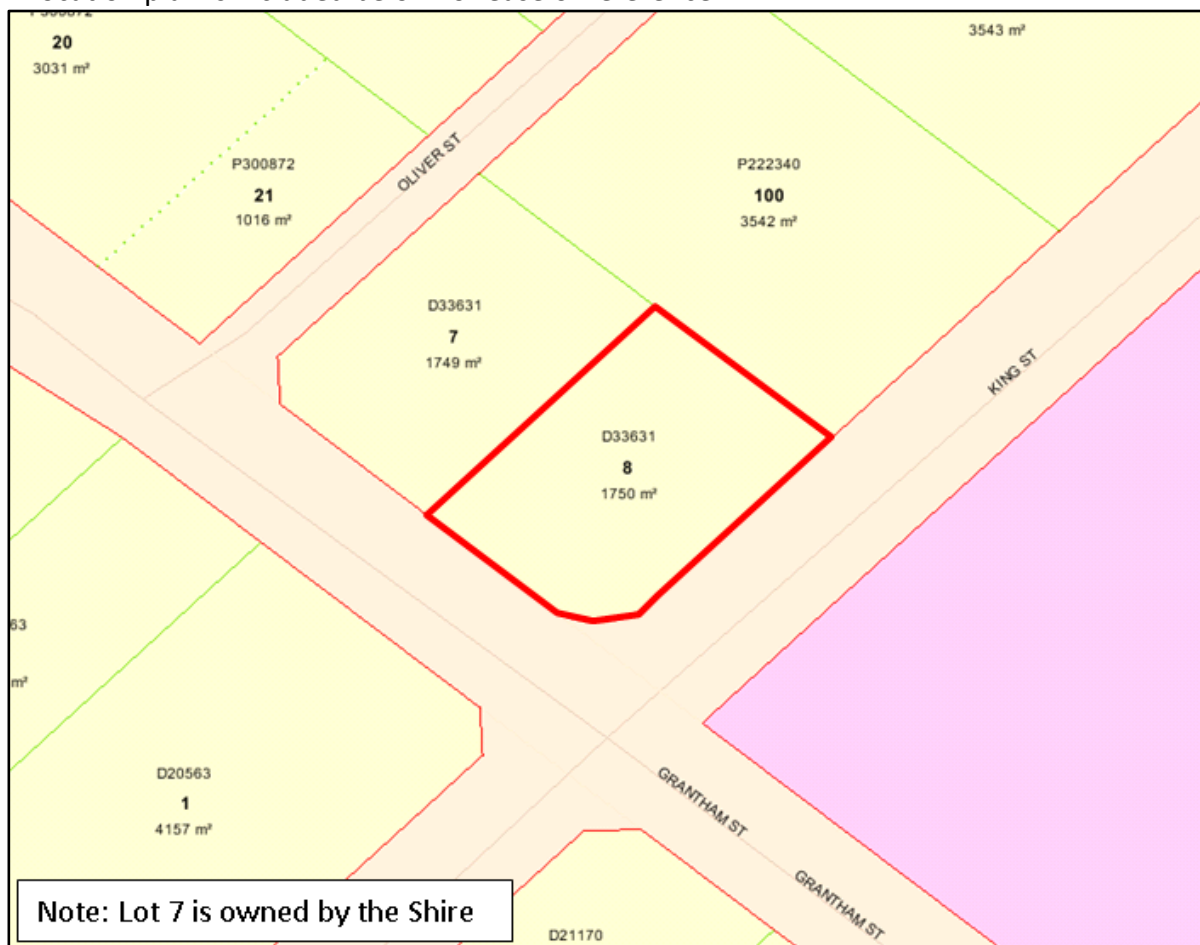 3543 m²
20
3031 m²
OLIVER ST
P300872
21
1016 m²
P222340
100
3542 m²
D33631
7
1749 m²
KING ST
D33631
8
1750 m²
63
m²
D20563
1
4157 m²
GRANTHAM ST
GRANTHAM ST
Note: Lot 7 is owned by the Shire
D21170